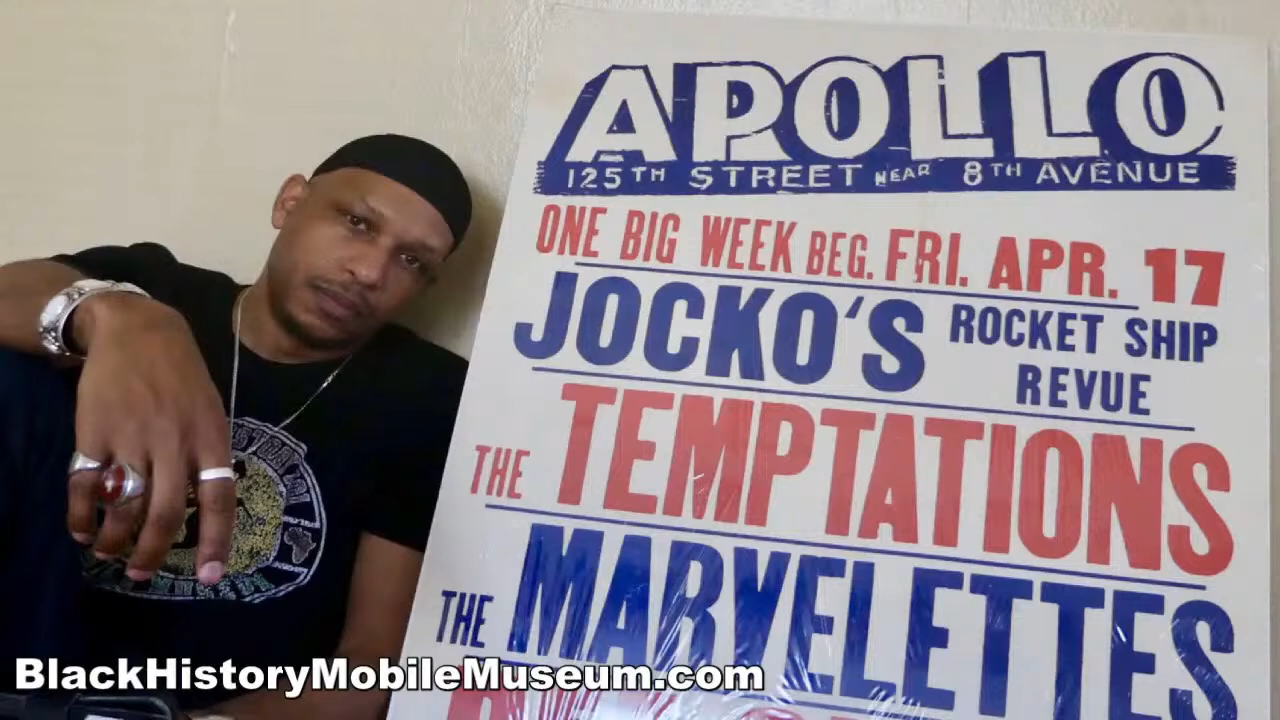 APOLLO
125TH STREET NEAR 8TH AVENUE
ONE BIG WEEK BEG. FRI. APR. 17
JOCKO'S ROCKET SHIP
REVUE
THE TEMPTATIONS
THE MARVELETTES
BlackHistoryMobileMuseum.com